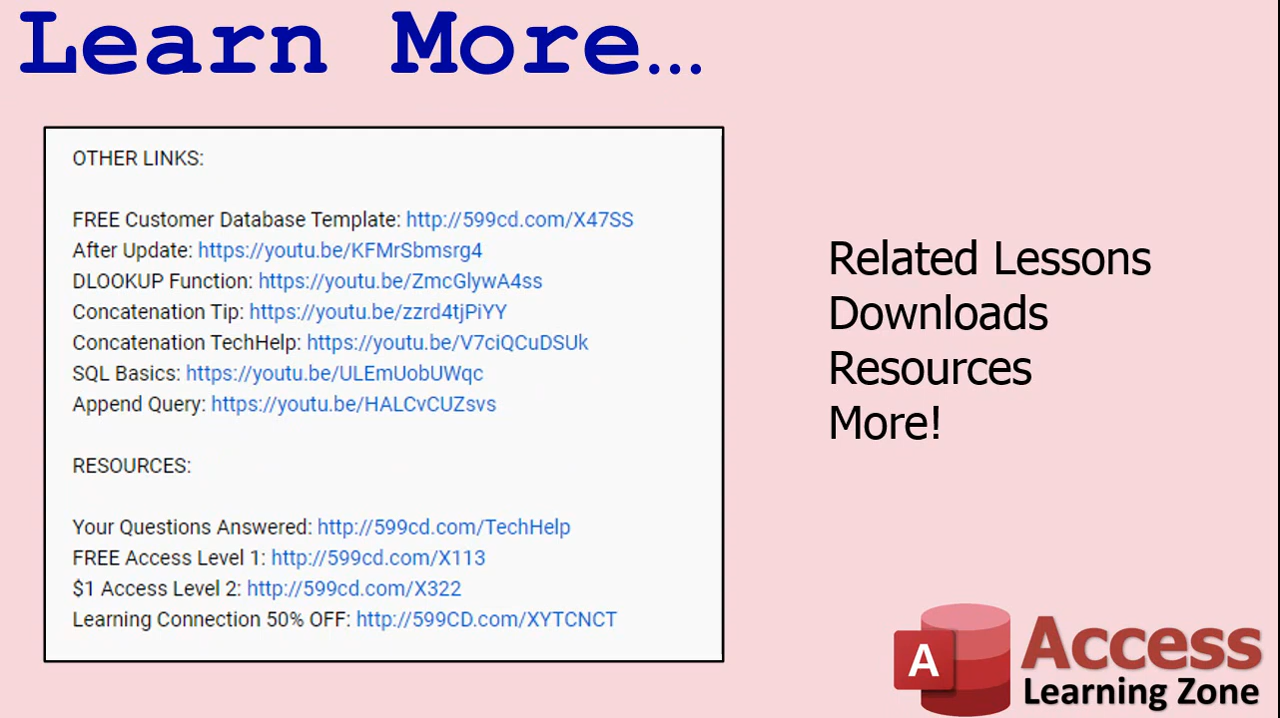 Learn More...
OTHER LINKS:
FREE Customer Database Template: http://599cd.com/X47SS
After Update: https://youtu.be/KFMrSbmsrg4
DLOOKUP Function: https://youtu.be/ZmcGlywA4ss
Concatenation Tip: https://youtu.be/zzrd4tjPiYY
Concatenation TechHelp: https://youtu.be/V7ciQCuDSUk
SQL Basics: https://youtu.be/ULEmUobUWqc
Append Query: https://youtu.be/HALCvCUZsvs
RESOURCES:
Your Questions Answered: http://599cd.com/TechHelp
FREE Access Level 1: http://599cd.com/X113
$1 Access Level 2: http://599cd.com/X322
Learning Connection 50% OFF: http://599CD.com/XYTCNCT
Related Lessons
Downloads
Resources
More!
A
Access
Learning Zone